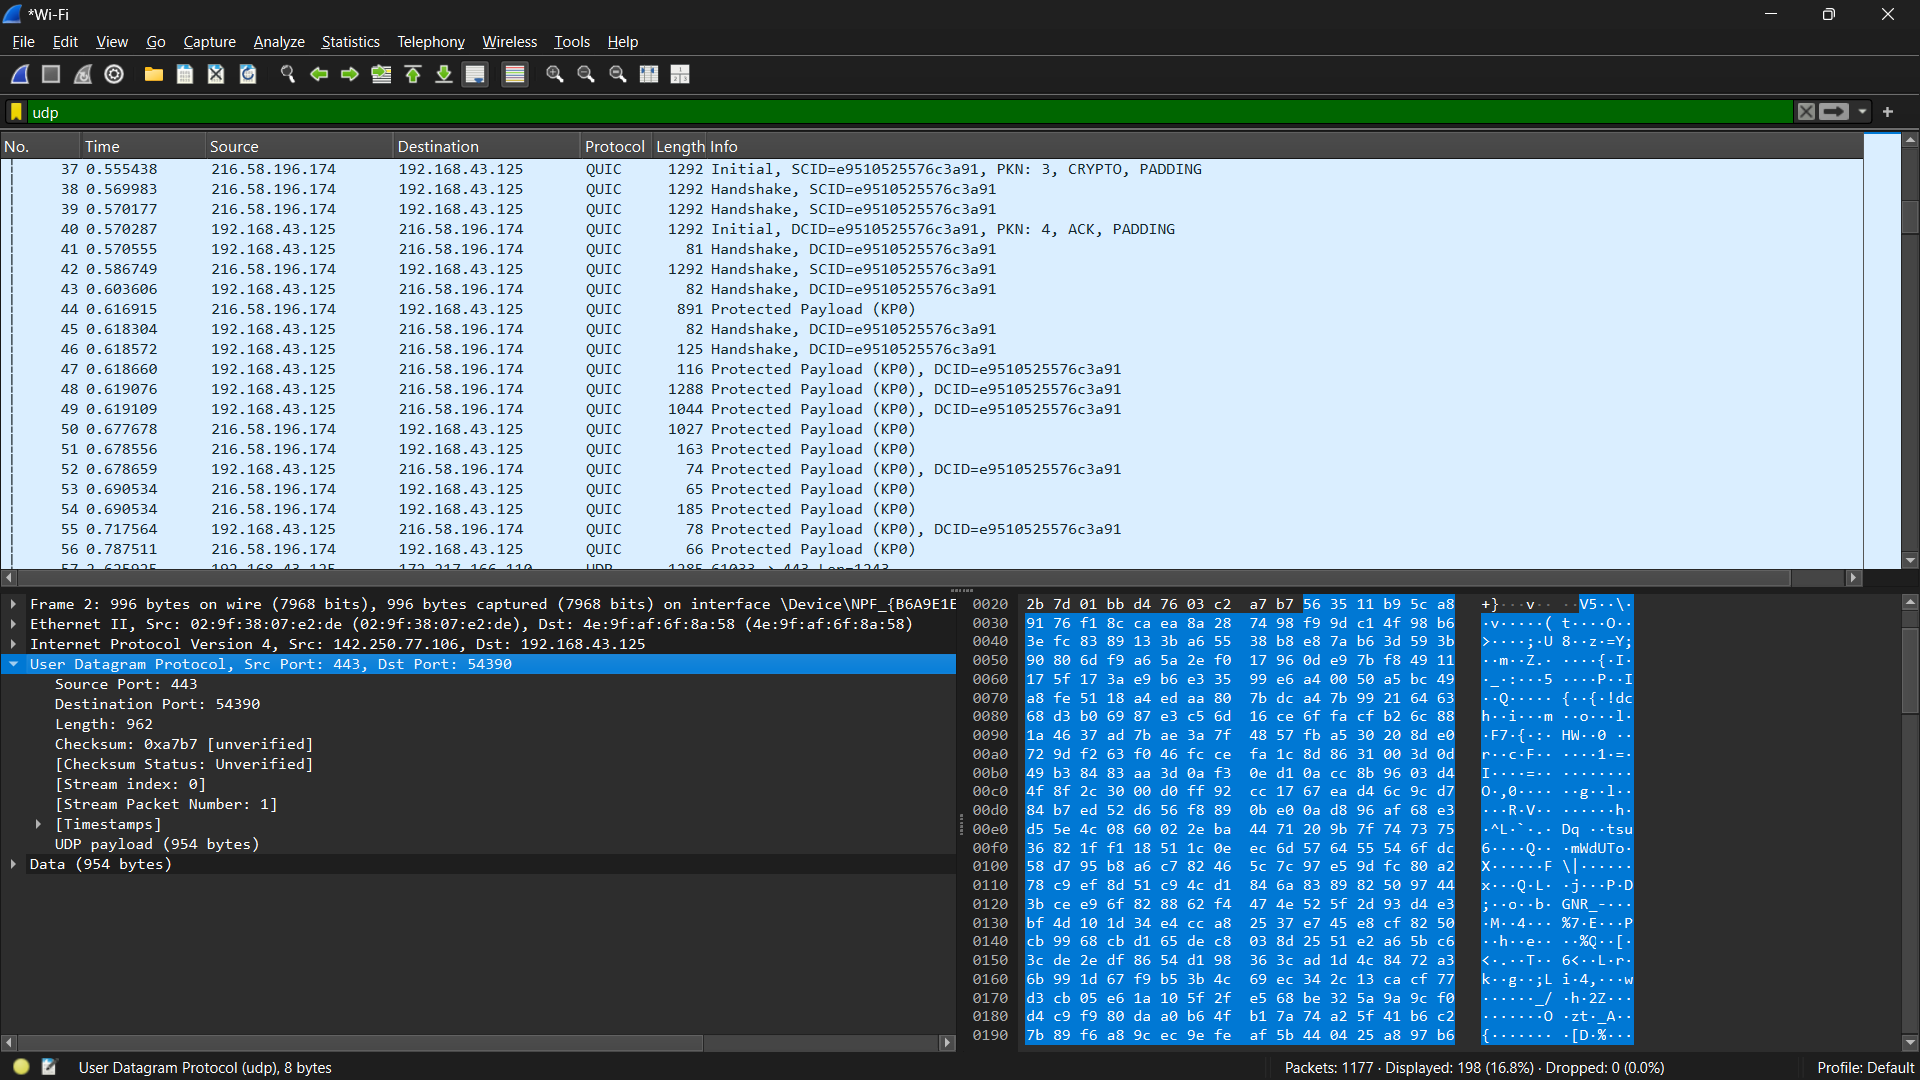 *Wi-Fi
File Edit View Go Capture Analyze Statistics Telephony Wireless Tools Help
udp
No. Time Source Destination Protocol Length Info
37 0.555438 216.58.196.174 192.168.43.125 QUIC 1292 Initial, SCID=e9510525576c3a91, PKN: 3, CRYPTO, PADDING
38 0.569983 216.58.196.174 192.168.43.125 QUIC 1292 Handshake, SCID=e9510525576c3a91
39 0.570177 216.58.196.174 192.168.43.125 QUIC 1292 Handshake, SCID=e9510525576c3a91
40 0.570287 192.168.43.125 216.58.196.174 QUIC 1292 Initial, DCID=e9510525576c3a91, PKN: 4, ACK, PADDING
41 0.570555 192.168.43.125 216.58.196.174 QUIC 81 Handshake, DCID=e9510525576c3a91
42 0.586749 216.58.196.174 192.168.43.125 QUIC 1292 Handshake, SCID=e9510525576c3a91
43 0.603606 192.168.43.125 216.58.196.174 QUIC 82 Handshake, DCID=e9510525576c3a91
44 0.616915 216.58.196.174 192.168.43.125 QUIC 891 Protected Payload (KP0)
45 0.618304 192.168.43.125 216.58.196.174 QUIC 82 Handshake, DCID=e9510525576c3a91
46 0.618572 192.168.43.125 216.58.196.174 QUIC 125 Handshake, DCID=e9510525576c3a91
47 0.618660 192.168.43.125 216.58.196.174 QUIC 116 Protected Payload (KP0), DCID=e9510525576c3a91
48 0.619076 192.168.43.125 216.58.196.174 QUIC 1288 Protected Payload (KP0), DCID=e9510525576c3a91
49 0.619109 192.168.43.125 216.58.196.174 QUIC 1044 Protected Payload (KP0), DCID=e9510525576c3a91
50 0.677678 216.58.196.174 192.168.43.125 QUIC 1027 Protected Payload (KP0)
51 0.678556 216.58.196.174 192.168.43.125 QUIC 163 Protected Payload (KP0)
52 0.678659 192.168.43.125 216.58.196.174 QUIC 74 Protected Payload (KP0), DCID=e9510525576c3a91
53 0.690534 216.58.196.174 192.168.43.125 QUIC 65 Protected Payload (KP0)
54 0.690534 216.58.196.174 192.168.43.125 QUIC 185 Protected Payload (KP0)
55 0.717564 192.168.43.125 216.58.196.174 QUIC 78 Protected Payload (KP0), DCID=e9510525576c3a91
56 0.787511 216.58.196.174 192.168.43.125 QUIC 66 Protected Payload (KP0)
Frame 2: 996 bytes on wire (7968 bits), 996 bytes captured (7968 bits) on interface \Device\NPF_{B6A9E1E
Ethernet II, Src: 02:9f:38:07:e2:de (02:9f:38:07:e2:de), Dst: 4e:9f:af:6f:8a:58 (4e:9f:af:6f:8a:58)
Internet Protocol Version 4, Src: 142.250.77.106, Dst: 192.168.43.125
User Datagram Protocol, Src Port: 443, Dst Port: 54390
Source Port: 443
Destination Port: 54390
Length: 962
Checksum: 0xa7b7 [unverified]
[Checksum Status: Unverified]
[Stream index: 0]
[Stream Packet Number: 1]
[Timestamps]
UDP payload (954 bytes)
Data (954 bytes)
0020 2b 7d 01 bb d4 76 03 c2 a7 b7 56 35 11 b9 5c a8 +}···v·· ··V5··\·
0030 91 76 f1 8c ca ea 8a 28 74 98 f9 9d c1 4f 98 b6 ·v·····( t····O··
0040 3e fc 83 89 13 3b a6 55 38 b8 e8 7a b6 3d 59 3b >····;·U 8··z·=Y;
0050 90 80 6d f9 a6 5a 2e f0 17 96 0d e9 7b f8 49 11 ··m··Z.· ····{·I·
0060 17 5f 17 3a e9 b6 e3 35 99 e6 a4 00 50 a5 bc 49 ·_·:···5 ····P··I
0070 a8 fe 51 18 a4 ed aa 80 7b dc a4 7b 99 21 64 63 ··Q····· {··{·!dc
0080 68 d3 b0 69 87 e3 c5 6d 16 ce 6f fa cf b2 6c 88 h··i···m ··o···l·
0090 1a 46 37 ad 7b ae 3a 7f 48 57 fb a5 30 20 8d e0 ·F7·{·:· HW··0 ··
00a0 72 9d f2 63 f0 46 fc ce fa 1c 8d 86 31 00 3d 0d r··c·F·· ····1·=·
00b0 49 b3 84 83 aa 3d 0a f3 0e d1 0a cc 8b 96 03 d4 I····=·· ········
00c0 4f 8f 2c 30 00 d0 ff 92 cc 17 67 ea d4 6c 9c d7 O·,0···· ··g··l··
00d0 84 b7 ed 52 d6 56 f8 89 0b e0 0a d8 96 af 68 e3 ···R·V·· ······h·
00e0 d5 5e 4c 08 60 02 2e ba 44 71 20 9b 7f 74 73 75 ·^L·`·.· Dq ··tsu
00f0 36 82 1f f1 18 51 1c 0e ec 6d 57 64 55 54 6f dc 6····Q·· ·mWdUTo·
0100 58 d7 95 b8 a6 c7 82 46 5c 7c 97 e5 9d fc 80 a2 X······F \|······
0110 78 c9 ef 8d 51 c9 4c d1 84 6a 83 89 82 50 97 44 x···Q·L· ·j···P·D
0120 3b ce e9 6f 82 88 62 f4 47 4e 52 5f 2d 93 d4 e3 ;··o··b· GNR_-···
0130 bf 4d 10 1d 34 e4 cc a8 25 37 e7 45 e8 cf 82 50 ·M··4··· %7·E···P
0140 cb 99 68 cb d1 65 de c8 03 8d 25 51 e2 a6 5b c6 ··h··e·· ··%Q··[·
0150 3c de 2e df 86 54 d1 98 36 3c ad 1d 4c 84 72 a3 <·.··T·· 6<··L·r·
0160 6b 99 1d 67 f9 b5 3b 4c 69 ec 34 2c 13 ca cf 77 k··g··;L i·4,···w
0170 d3 cb 05 e6 1a 10 5f 2f e5 68 be 32 5a 9a 9c f0 ······_/ ·h·2Z···
0180 d4 c9 f9 80 da a0 b6 4f b1 7a 74 a2 5f 41 b6 c2 ·······O ·zt·_A··
0190 7b 89 f6 a8 9c ec 9e fe af 5b 44 04 25 a8 97 b6 {······· ·[D·%···
User Datagram Protocol (udp), 8 bytes
Packets: 1177 · Displayed: 198 (16.8%) · Dropped: 0 (0.0%)
Profile: Default